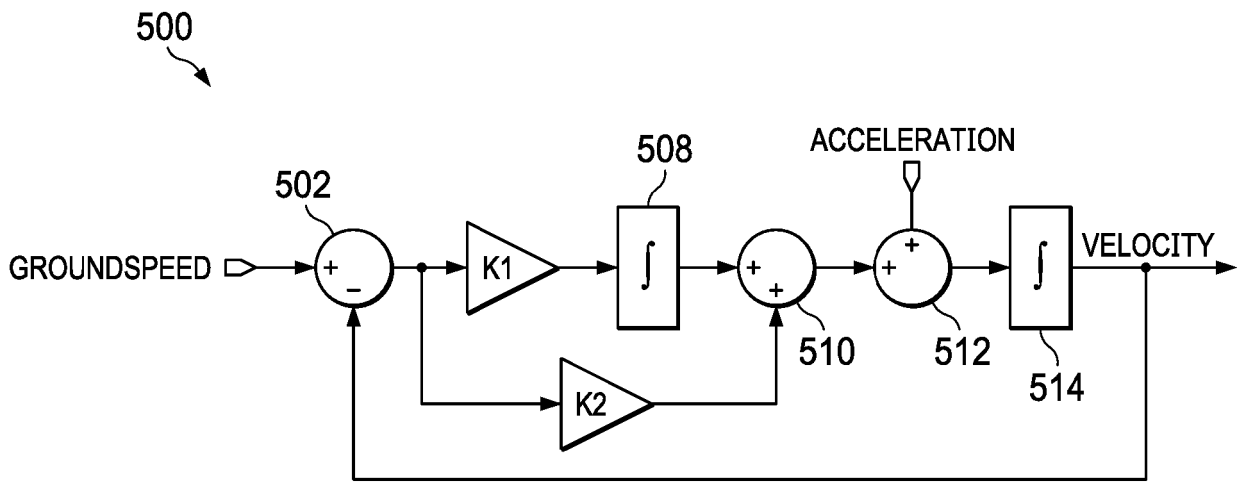 500
ACCELERATION
508
502
GROUNDSPEED
+
−
K1
∫
+
+
+
+
∫
VELOCITY
510
512
514
K2